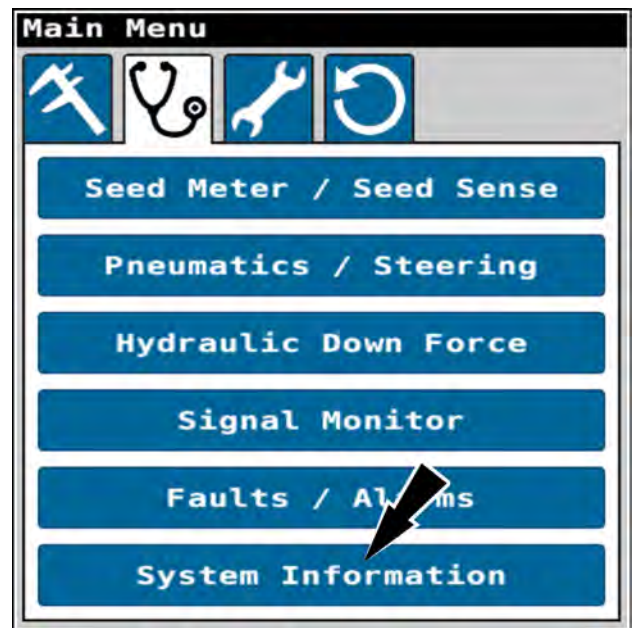 Main Menu
Seed Meter / Seed Sense
Pneumatics / Steering
Hydraulic Down Force
Signal Monitor
Faults /
System Information